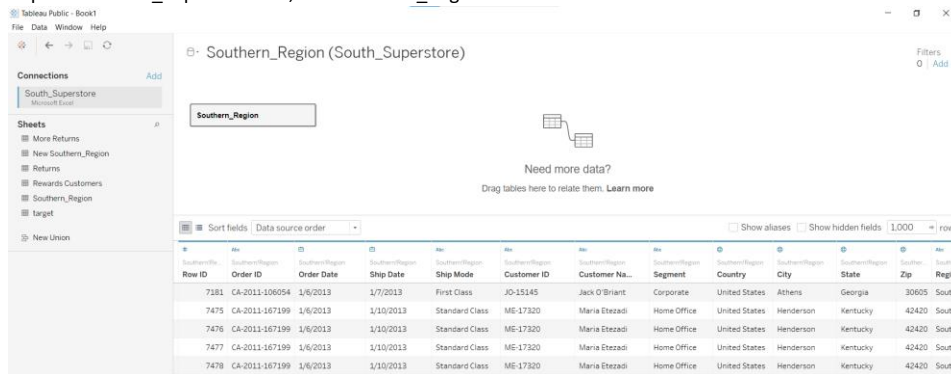 Tableau Public - Book1
File Data Window Help
Connections Add
South_Superstore
Microsoft Excel
Sheets
More Returns
New Southern_Region
Returns
Rewards Customers
Southern_Region
target
New Union
Southern_Region (South_Superstore)
Filters
0 Add
Southern_Region
Need more data?
Drag tables here to relate them. Learn more
Sort fields Data source order Show aliases Show hidden fields 1,000
Abc Abc Abc Abc Abc Abc
Row ID Order ID Order Date Ship Date Ship Mode Customer ID Customer Na... Segment Country City State Zip
7181 CA-2011-106054 1/6/2013 1/7/2013 First Class JO-15145 Jack O'Briant Corporate United States Athens Georgia 30605
7475 CA-2011-167199 1/6/2013 1/10/2013 Standard Class ME-17320 Maria Etezadi Home Office United States Henderson Kentucky 42420
7476 CA-2011-167199 1/6/2013 1/10/2013 Standard Class ME-17320 Maria Etezadi Home Office United States Henderson Kentucky 42420
7477 CA-2011-167199 1/6/2013 1/10/2013 Standard Class ME-17320 Maria Etezadi Home Office United States Henderson Kentucky 42420
7478 CA-2011-167199 1/6/2013 1/10/2013 Standard Class ME-17320 Maria Etezadi Home Office United States Henderson Kentucky 42420